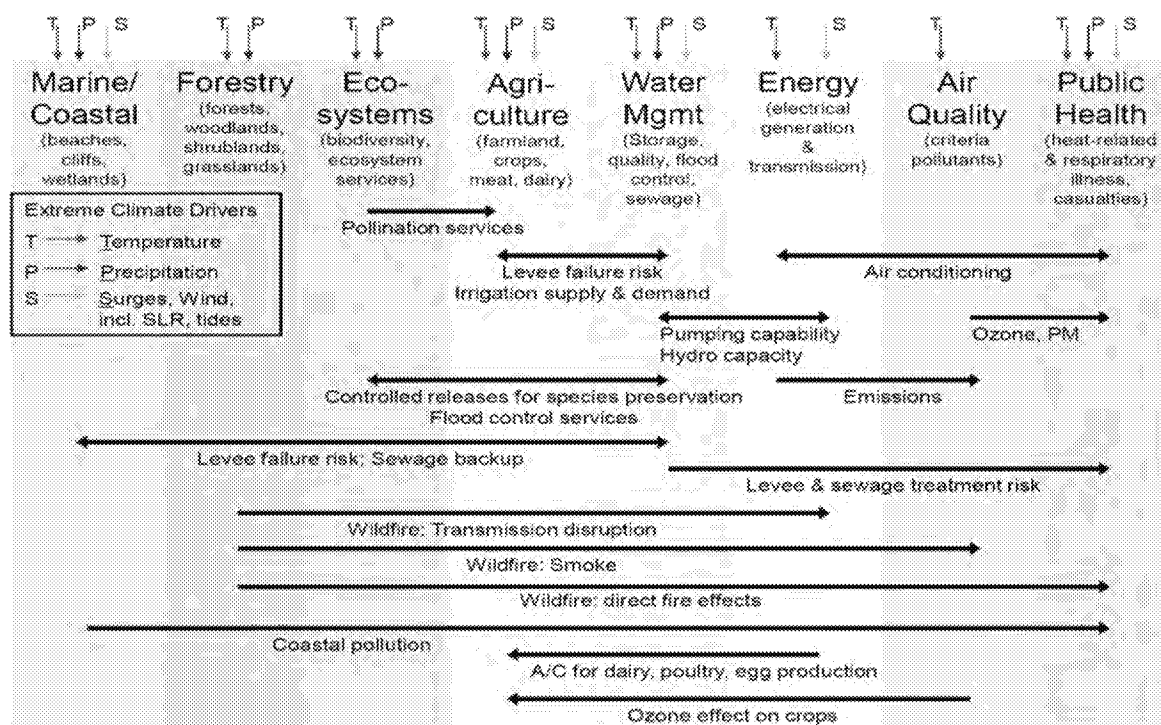 T P S T P T P T P S T P S T S T T P S
Marine/
Coastal
(beaches,
cliffs,
wetlands)
Forestry
(forests,
woodlands,
shrublands,
grasslands)
Eco-
systems
(biodiversity,
ecosystem
services)
Agri-
culture
(farmland,
crops,
meat, dairy)
Water
Mgmt
(Storage,
quality, flood
control,
sewage)
Energy
(electrical
generation
&
transmission)
Air
Quality
(criteria
pollutants)
Public
Health
(heat-related
& respiratory
illness,
casualties)
Extreme Climate Drivers
T Temperature
P Precipitation
S Surges, Wind,
incl. SLR, tides
Pollination services
Levee failure risk
Irrigation supply & demand
Air conditioning
Pumping capability
Hydro capacity
Ozone, PM
Controlled releases for species preservation
Flood control services
Emissions
Levee failure risk; Sewage backup
Levee & sewage treatment risk
Wildfire: Transmission disruption
Wildfire: Smoke
Wildfire: direct fire effects
Coastal pollution
A/C for dairy, poultry, egg production
Ozone effect on crops